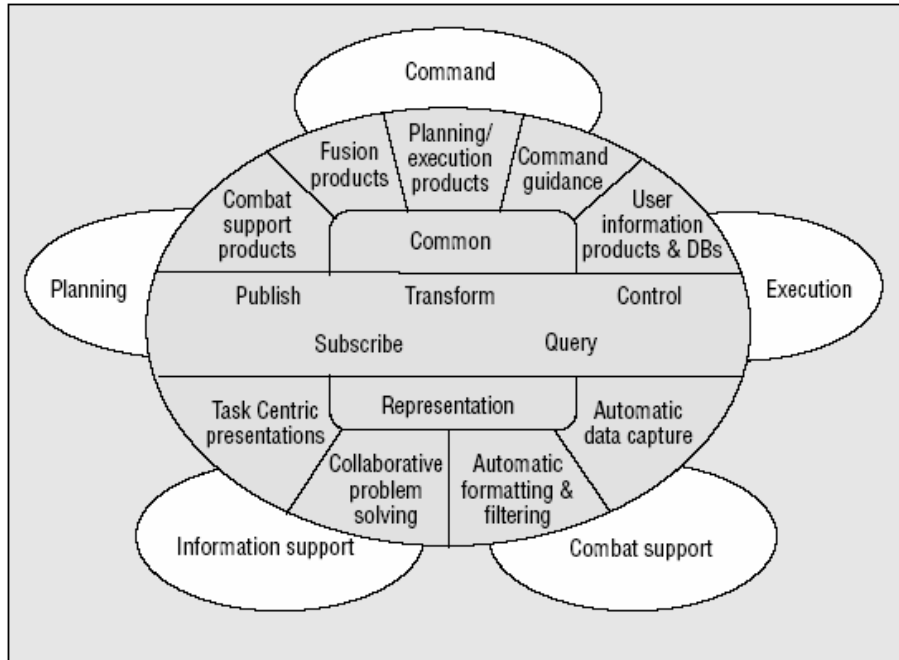 Command
Fusion
products
Planning/
execution
products
Command
guidance
Combat
support
products
User
information
products & DBs
Common
Planning
Execution
Publish
Transform
Control
Subscribe
Query
Task Centric
presentations
Representation
Automatic
data capture
Collaborative
problem
solving
Automatic
formatting &
filtering
Information support
Combat support